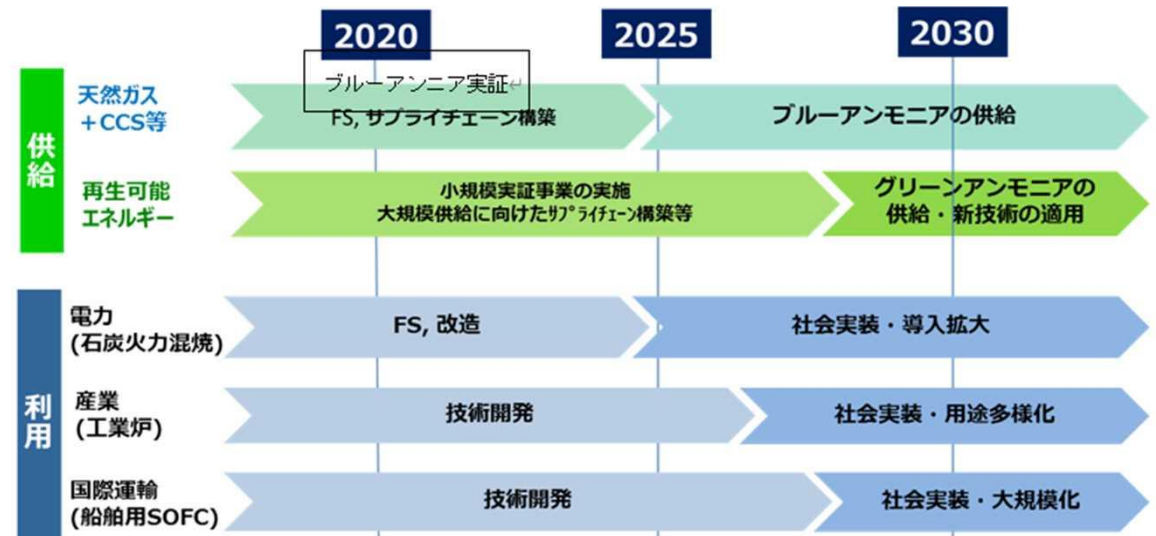 2020
2025
2030
供給
天然ガス
+CCS等
ブルーアンニア実証↵
FS, サプライチェーン構築
ブルーアンモニアの供給
再生可能
エネルギー
小規模実証事業の実施
大規模供給に向けたｻﾌﾟﾗｲﾁｪｰﾝ構築等
グリーンアンモニアの
供給・新技術の適用
利用
電力
(石炭火力混焼)
FS, 改造
社会実装・導入拡大
産業
(工業炉)
技術開発
社会実装・用途多様化
国際運輸
(船舶用SOFC)
技術開発
社会実装・大規模化